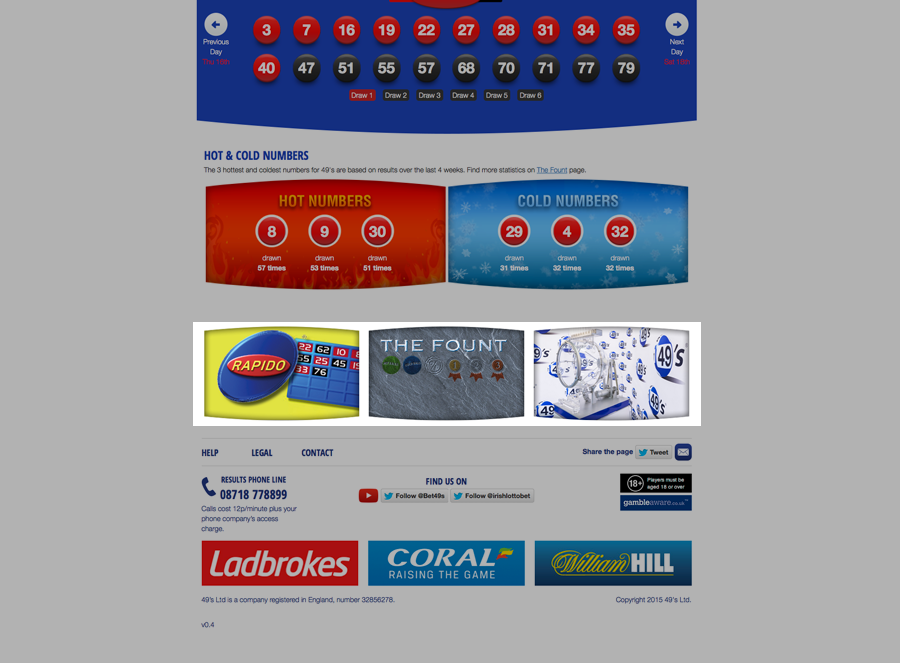 3 7 16 19 22 27 28 31 34 35
Previous Day
Thu 16th
Next Day
40 47 51 55 57 68 70 71 77 79
Draw 1 Draw 2 Draw 3 Draw 4 Draw 5 Draw 6
HOT & COLD NUMBERS
The 3 hottest and coldest numbers for 49's are based on results over the last 4 weeks. Find more statistics on The Fount page.
HOT NUMBERS
8 9 30
drawn drawn drawn
57 times 53 times 51 times
COLD NUMBERS
29 4 32
drawn drawn drawn
31 times 32 times 32 times
RAPIDO
22 62 10 8
55 25 45 19
33 76
THE FOUNT
49's
HELP LEGAL CONTACT
Share the page Tweet
RESULTS PHONE LINE
08718 778899
Calls cost 12p/minute plus your
phone company's access
charge.
FIND US ON
Follow @Bet49s Follow @irishlottobet
18+ Players must be
aged 18 or over
gambleaware.co.uk
Ladbrokes
CORAL
RAISING THE GAME
William HILL
49's Ltd is a company registered in England, number 32856278.
Copyright 2015 49's Ltd.
v0.4